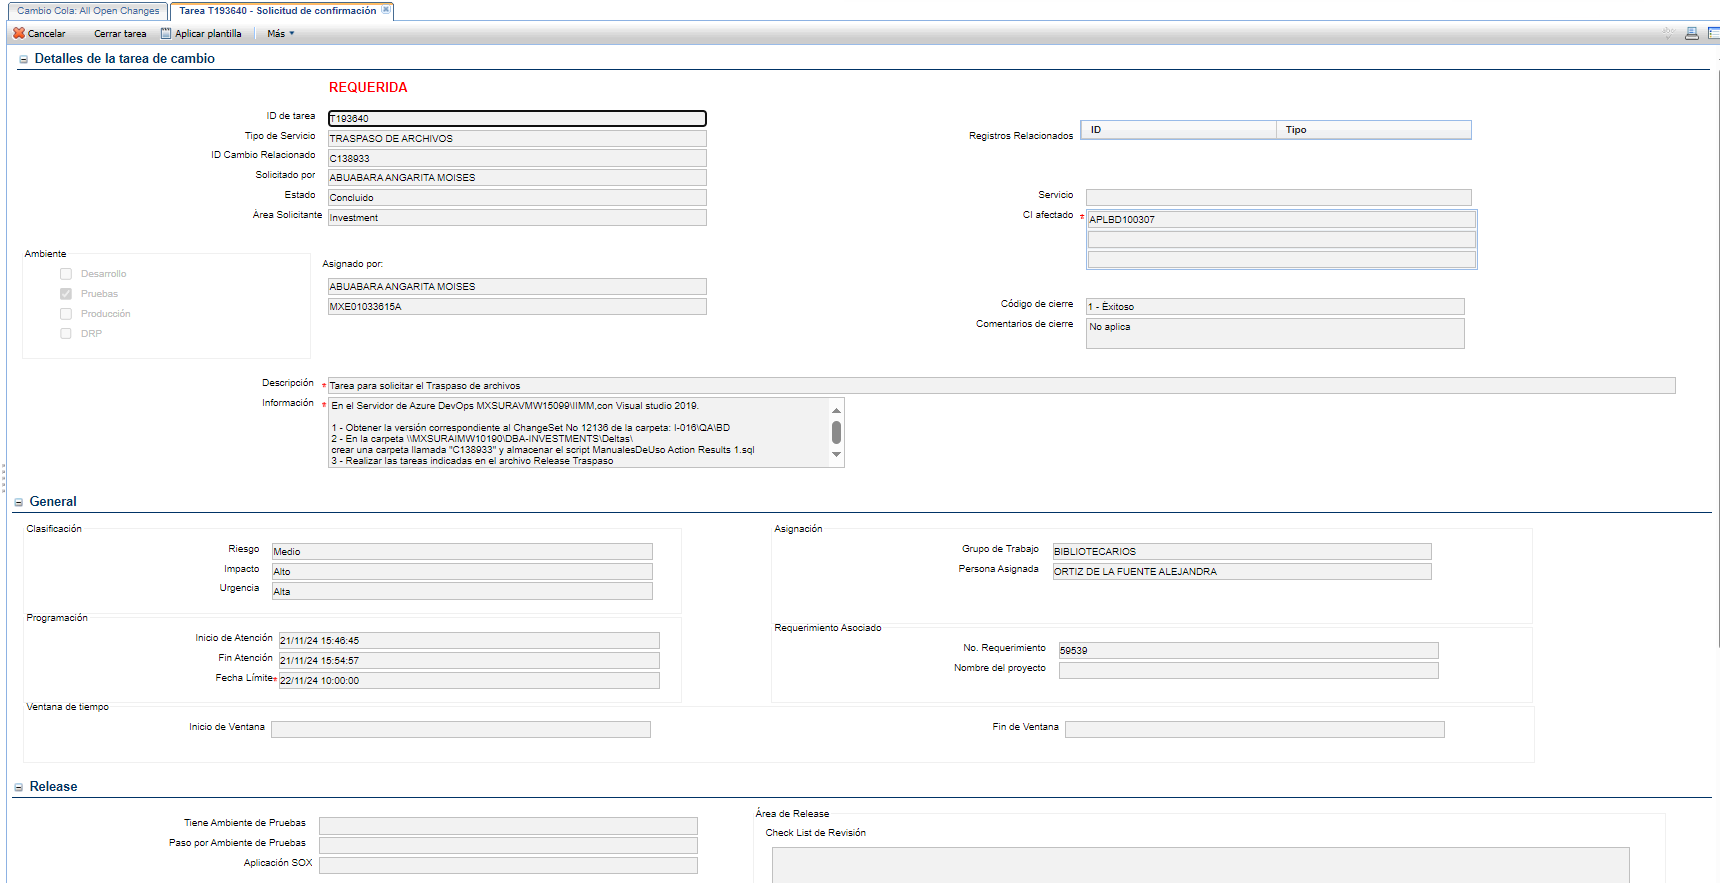 Cambio Cola: All Open Changes
Tarea T193640 - Solicitud de confirmación
Cancelar
Cerrar tarea
Aplicar plantilla
Más
Detalles de la tarea de cambio
REQUERIDA
ID de tarea
T193640
Tipo de Servicio
TRASPASO DE ARCHIVOS
ID Cambio Relacionado
C138933
Solicitado por
ABUABARA ANGARITA MOISES
Estado
Concluido
Área Solicitante
Investment
Registros Relacionados
ID
Tipo
Servicio
CI afectado *
APLBD100307
Ambiente
Desarrollo
Pruebas
Producción
DRP
Asignado por:
ABUABARA ANGARITA MOISES
MXE01033615A
Código de cierre
1 - Éxitoso
Comentarios de cierre
No aplica
Descripción *
Tarea para solicitar el Traspaso de archivos
Información *
En el Servidor de Azure DevOps MXSURAVMW15099\IIMM,con Visual studio 2019.
1 - Obtener la versión correspondiente al ChangeSet No 12136 de la carpeta: I-016\QA\BD
2 - En la carpeta \\MXSURAIMW10190\DBA-INVESTMENTS\Deltas\
crear una carpeta llamada "C138933" y almacenar el script ManualesDeUso Action Results 1.sql
3 - Realizar las tareas indicadas en el archivo Release Traspaso
General
Clasificación
Riesgo
Medio
Impacto
Alto
Urgencia
Alta
Asignación
Grupo de Trabajo
BIBLIOTECARIOS
Persona Asignada
ORTIZ DE LA FUENTE ALEJANDRA
Programación
Inicio de Atención
21/11/24 15:46:45
Fin Atención
21/11/24 15:54:57
Fecha Límite*
22/11/24 10:00:00
Requerimiento Asociado
No. Requerimiento
59539
Nombre del proyecto
Ventana de tiempo
Inicio de Ventana
Fin de Ventana
Release
Tiene Ambiente de Pruebas
Paso por Ambiente de Pruebas
Aplicación SOX
Área de Release
Check List de Revisión